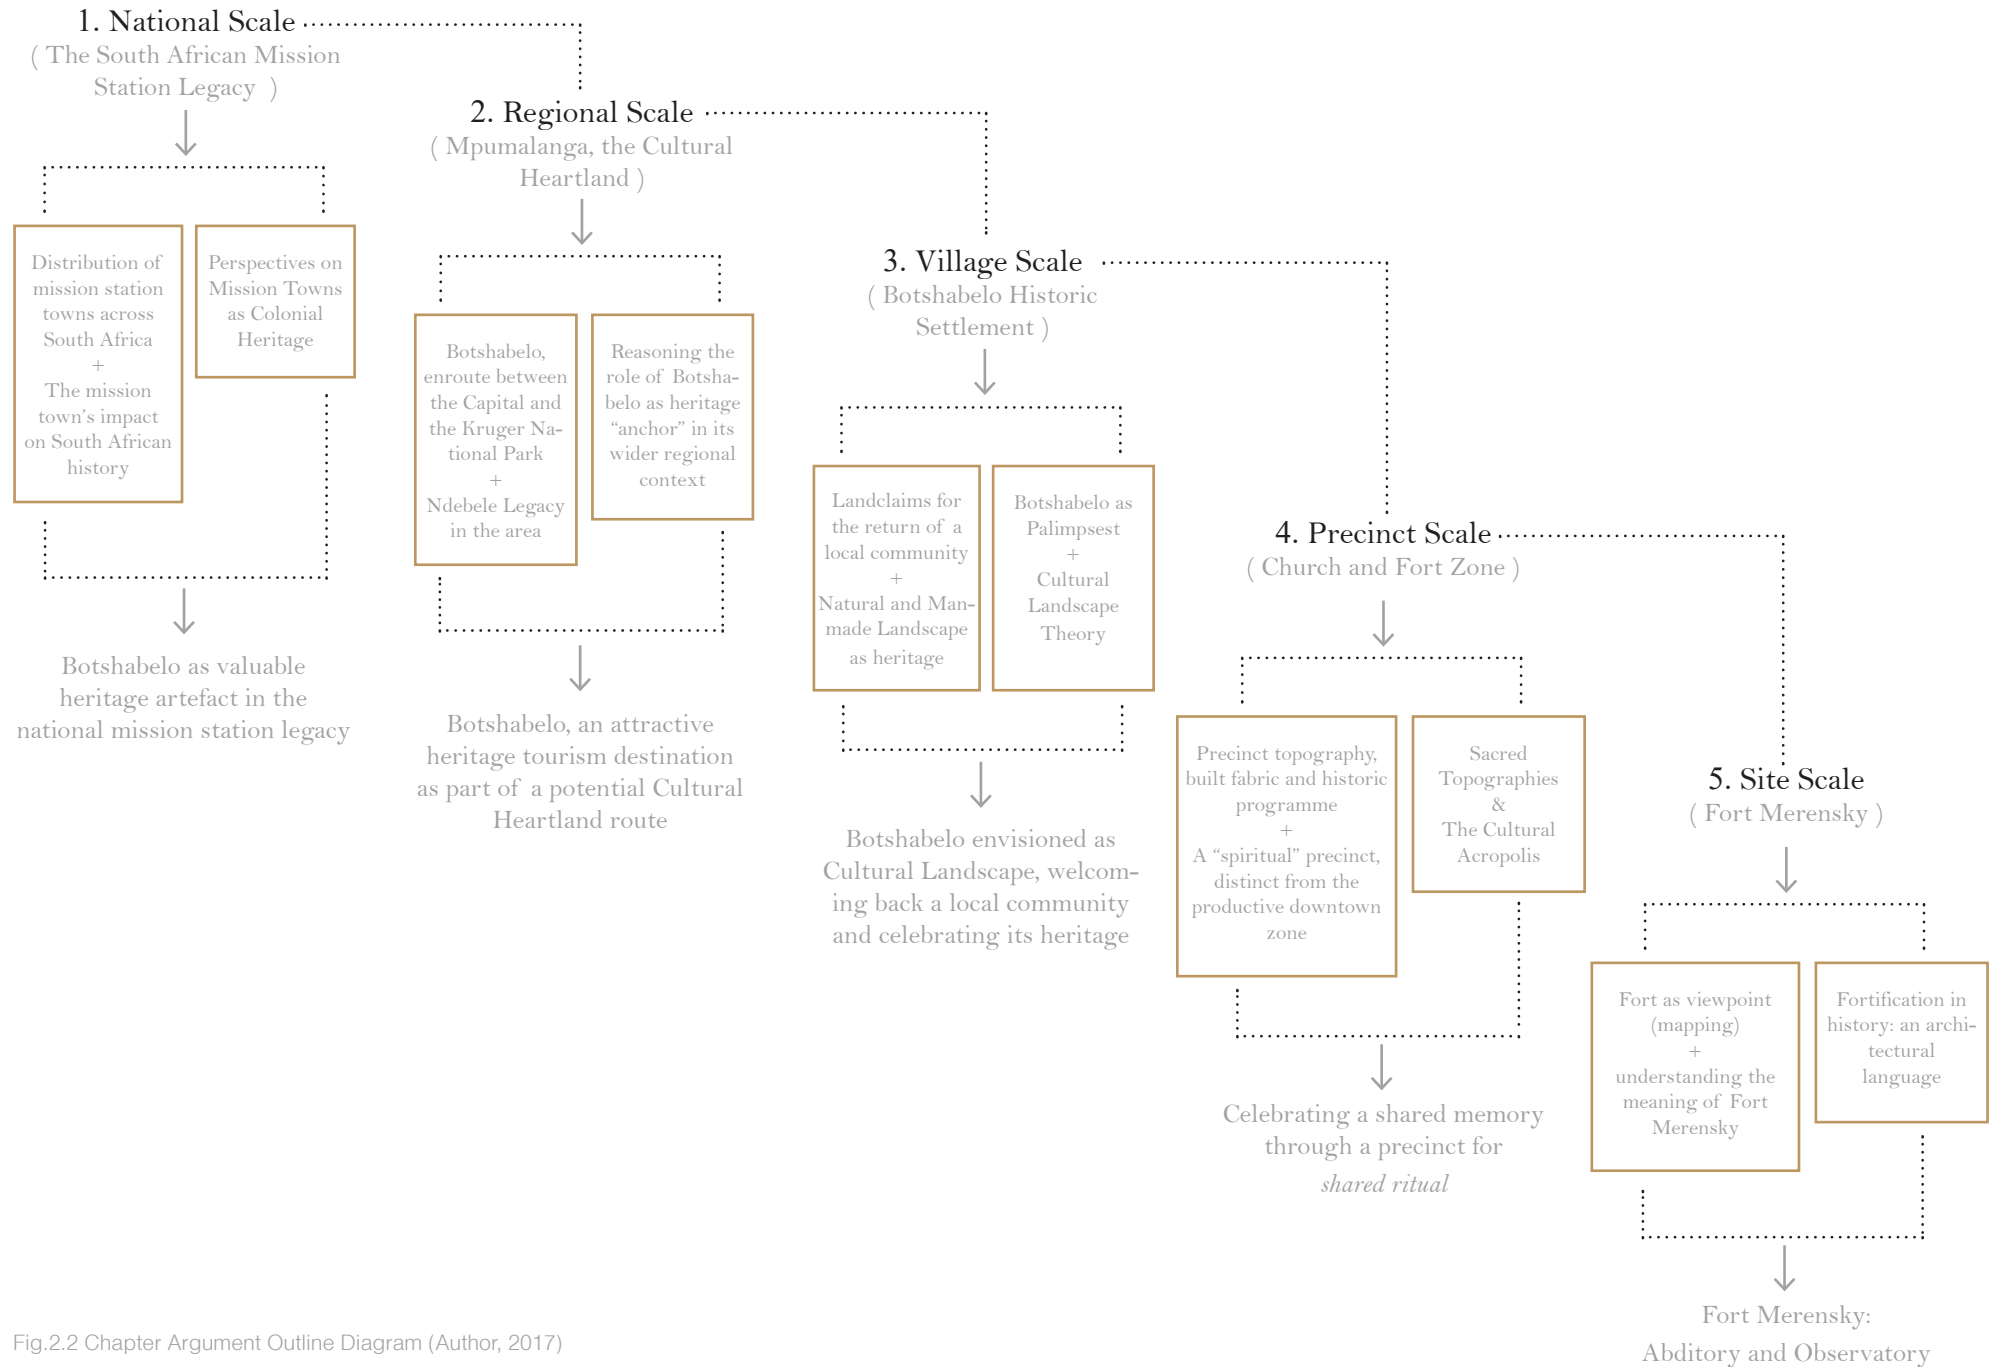 1. National Scale
( The South African Mission
Station Legacy )
Distribution of
mission station
towns across
South Africa
+
The mission
town's impact
on South African
history
Perspectives on
Mission Towns
as Colonial
Heritage
Botshabelo as valuable
heritage artefact in the
national mission station legacy
2. Regional Scale
( Mpumalanga, the Cultural
Heartland )
Botshabelo,
enroute between
the Capital and
the Kruger Na-
tional Park
+
Ndebele Legacy
in the area
Reasoning the
role of Botsha-
belo as heritage
“anchor” in its
wider regional
context
Botshabelo, an attractive
heritage tourism destination
as part of a potential Cultural
Heartland route
3. Village Scale
( Botshabelo Historic
Settlement )
Landclaims for
the return of a
local community
+
Natural and Man-
made Landscape
as heritage
Botshabelo as
Palimpsest
+
Cultural
Landscape
Theory
Botshabelo envisioned as
Cultural Landscape, welcom-
ing back a local community
and celebrating its heritage
4. Precinct Scale
( Church and Fort Zone )
Precinct topography,
built fabric and historic
programme
+
A “spiritual” precinct,
distinct from the
productive downtown
zone
Sacred
Topographies
&
The Cultural
Acropolis
Celebrating a shared memory
through a precinct for
shared ritual
5. Site Scale
( Fort Merensky )
Fort as viewpoint
(mapping)
+
understanding the
meaning of Fort
Merensky
Fortification in
history: an archi-
tectural
language
Fort Merensky:
Abditory and Observatory
Fig.2.2 Chapter Argument Outline Diagram (Author, 2017)